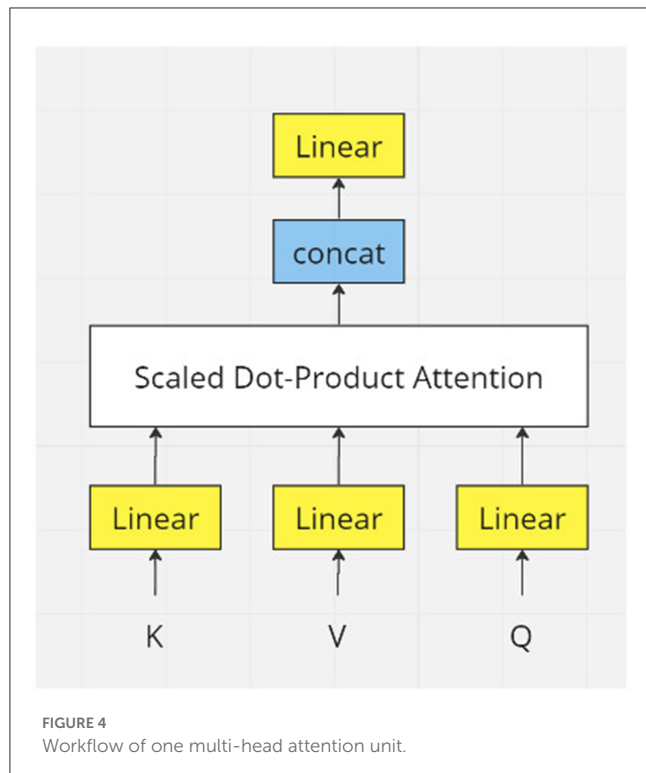 Linear
concat
Scaled Dot-Product Attention
Linear Linear Linear
K V Q
FIGURE 4
Workflow of one multi-head attention unit.